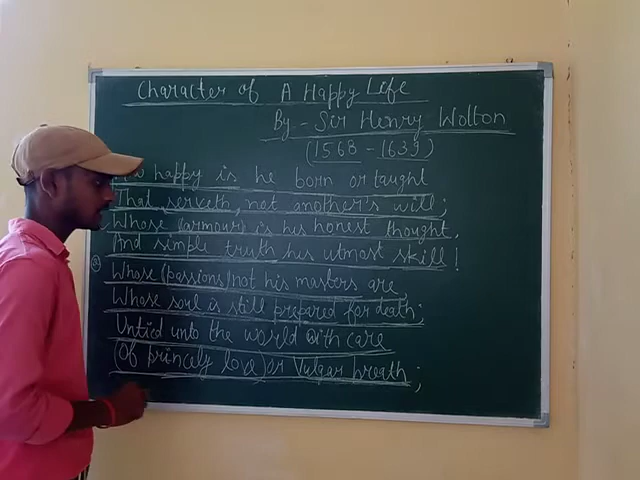 Character of A Happy Life
By:- Sir Henry Wolton
(1568 - 1639)
happy is he born or taught
That serveth, not another's will;
Whose (armour) is his honest thought,
And simple truth his utmost skill!
② Whose (passions) not his masters are
Whose soul is still prepared for death;
Untied unto the world with care
(Of princely love) or Vulgar breath;